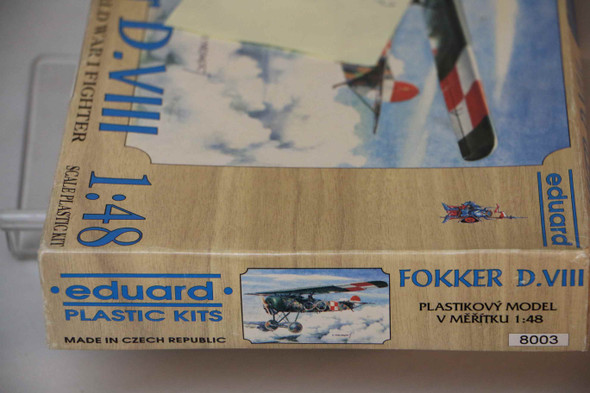 D.VIII
LD WAR I FIGHTER
1:48
SCALE PLASTIC KIT
eduard
eduard
PLASTIC KITS
MADE IN CZECH REPUBLIC
FOKKER D.VIII
PLASTIKOVÝ MODEL
V MĚŘÍTKU 1:48
8003